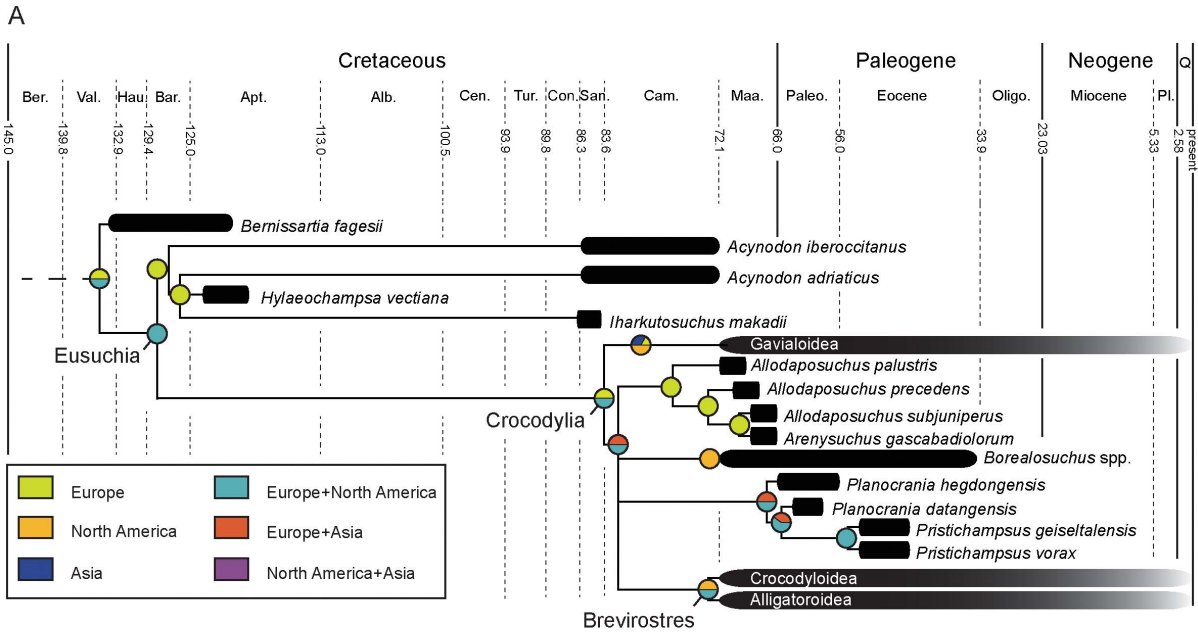 A
Cretaceous Paleogene Neogene Q
Ber. Val. Hau. Bar. Apt. Alb. Cen. Tur. Con. San. Cam. Maa. Paleo. Eocene Oligo. Miocene Pl.
145.0 139.8 132.9 129.4 125.0 113.0 100.5 93.9 89.8 86.3 83.6 72.1 66.0 56.0 33.9 23.03 5.33 2.58 present
Bernissartia fagesii
Acynodon iberoccitanus
Acynodon adriaticus
Hylaeochampsa vectiana
Iharkutosuchus makadii
Eusuchia
Gavialoidea
Allodaposuchus palustris
Allodaposuchus precedens
Allodaposuchus subjuniperus
Crocodylia
Arenysuchus gascabadiolorum
Borealosuchus spp.
Planocrania hegdongensis
Planocrania datangensis
Pristichampsus geiseltalensis
Pristichampsus vorax
Crocodyloidea
Alligatoroidea
Brevirostres
Europe
Europe+North America
North America
Europe+Asia
Asia
North America+Asia